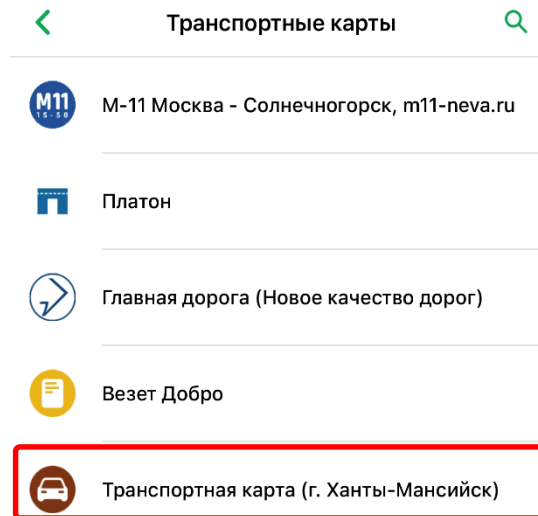 Транспортные карты
М11
15-58
М-11 Москва - Солнечногорск, m11-neva.ru
Платон
Главная дорога (Новое качество дорог)
Везет Добро
Транспортная карта (г. Ханты-Мансийск)